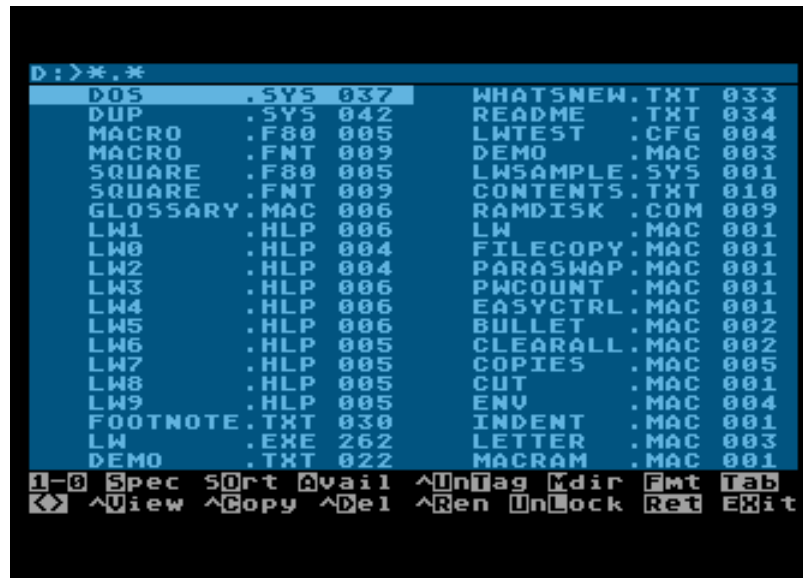 D:>*.*
DOS .SYS 037 WHATSNEW.TXT 033
DUP .SYS 042 README .TXT 034
MACRO .F80 005 LWTEST .CFG 004
MACRO .FNT 009 DEMO .MAC 003
SQUARE .F80 005 LWSAMPLE.SYS 001
SQUARE .FNT 009 CONTENTS.TXT 010
GLOSSARY.MAC 006 RAMDISK .COM 009
LW1 .HLP 006 LW .MAC 001
LW0 .HLP 004 FILECOPY.MAC 001
LW2 .HLP 004 PARASWAP.MAC 001
LW3 .HLP 006 PWCOUNT .MAC 001
LW4 .HLP 006 EASYCTRL.MAC 001
LW5 .HLP 006 BULLET .MAC 002
LW6 .HLP 005 CLEARALL.MAC 002
LW7 .HLP 005 COPIES .MAC 005
LW8 .HLP 005 CUT .MAC 001
LW9 .HLP 005 ENV .MAC 004
FOOTNOTE.TXT 030 INDENT .MAC 001
LW .EXE 262 LETTER .MAC 003
DEMO .TXT 022 MACRAM .MAC 001
1-0 Spec SOrt Avail ^UnTag Mdir Fmt Tab
<> ^View ^Copy ^Del ^Ren UnLock Ret EXit